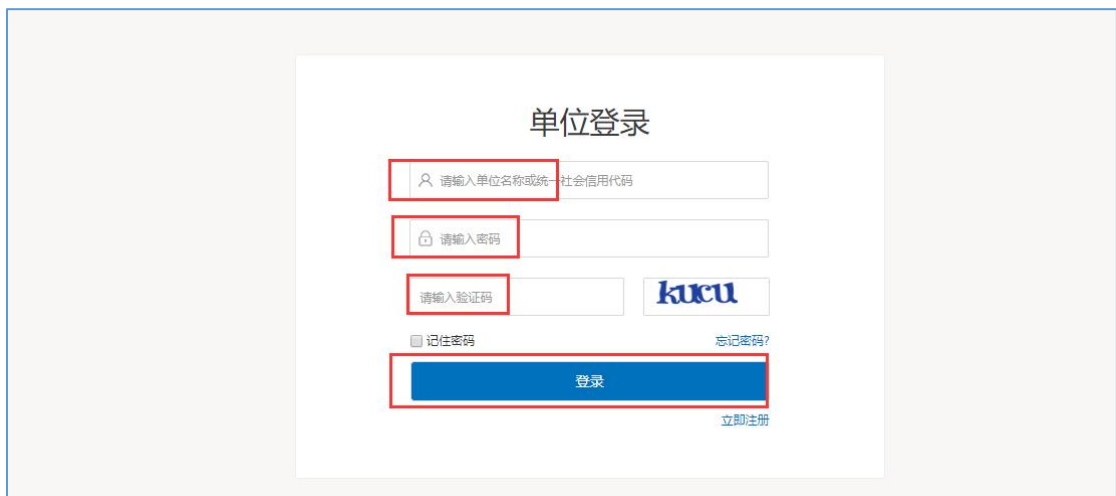 单位登录
请输入单位名称或统一社会信用代码
请输入密码
请输入验证码
kucu
记住密码 忘记密码?
登录
立即注册